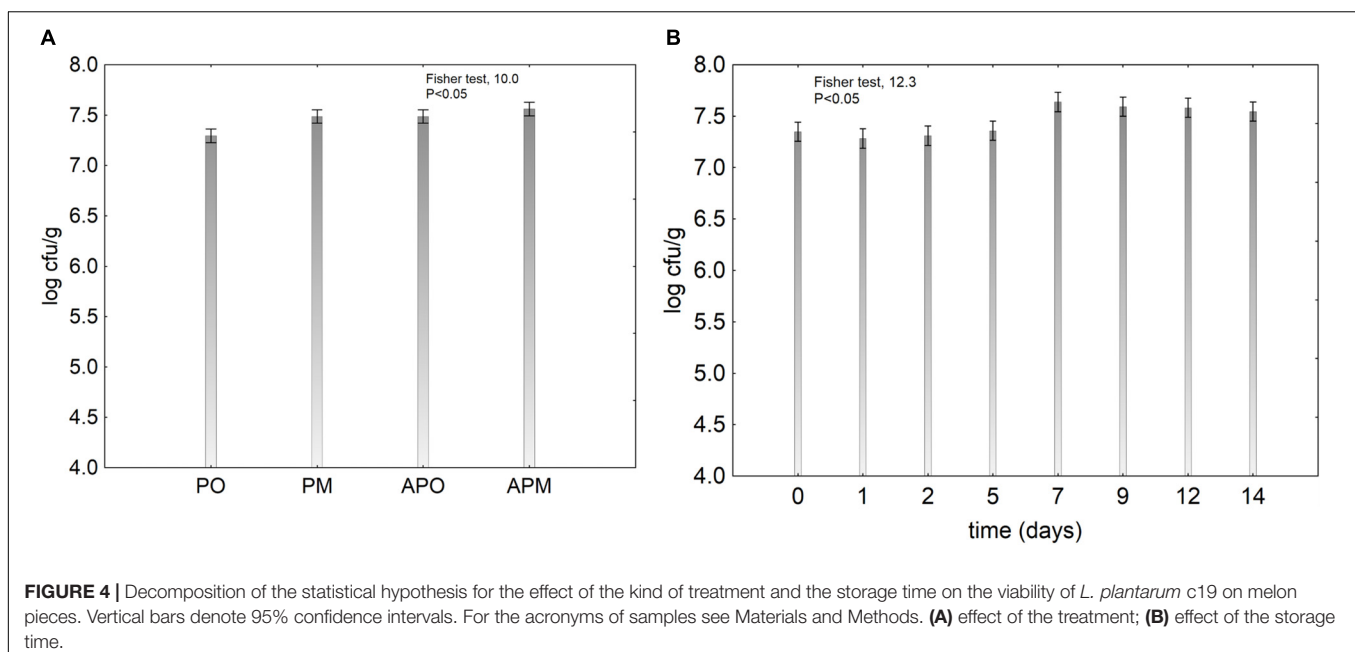 A
8.0
7.5
7.0
6.5
6.0
5.5
5.0
4.5
4.0
log cfu/g
Fisher test, 10.0
P<0.05
PO PM APO APM
B
8.0
7.5
7.0
6.5
6.0
5.5
5.0
4.5
4.0
log cfu/g
Fisher test, 12.3
P<0.05
0 1 2 5 7 9 12 14
time (days)
FIGURE 4 | Decomposition of the statistical hypothesis for the effect of the kind of treatment and the storage time on the viability of L. plantarum c19 on melon
pieces. Vertical bars denote 95% confidence intervals. For the acronyms of samples see Materials and Methods. (A) effect of the treatment; (B) effect of the storage
time.